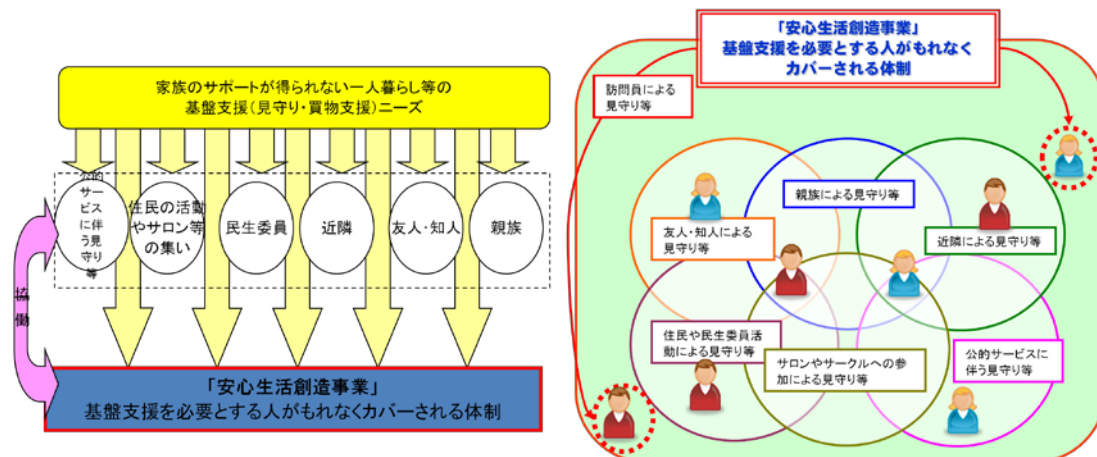 家族のサポートが得られない一人暮らし等の
基盤支援(見守り・買物支援)ニーズ
公的
サー
ビス
に伴
う見
守り
等
住民の活動
やサロン等
の集い
民生委員
近隣
友人・知人
親族
協
働
「安心生活創造事業」
基盤支援を必要とする人がもれなくカバーされる体制
「安心生活創造事業」
基盤支援を必要とする人がもれなく
カバーされる体制
訪問員による
見守り等
親族による見守り等
友人・知人による
見守り等
近隣による見守り等
住民や民生委員活
動による見守り等
サロンやサークルへの参
加による見守り等
公的サービスに
伴う見守り等